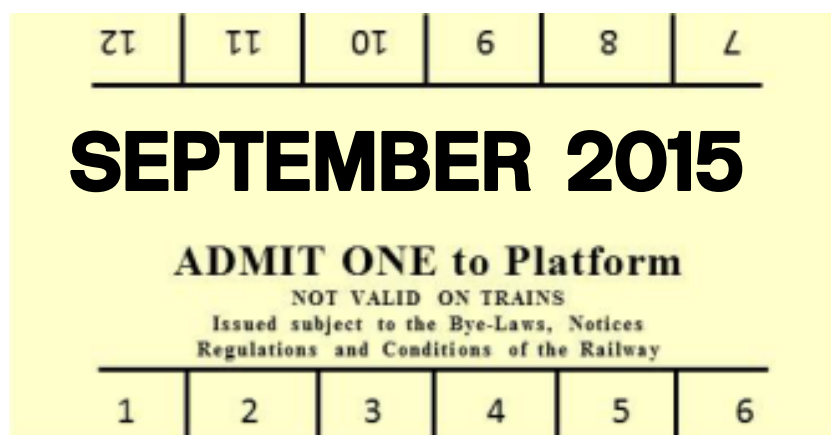 12 11 10 9 8 7
SEPTEMBER 2015
ADMIT ONE to Platform
NOT VALID ON TRAINS
Issued subject to the Bye-Laws, Notices
Regulations and Conditions of the Railway
1 2 3 4 5 6